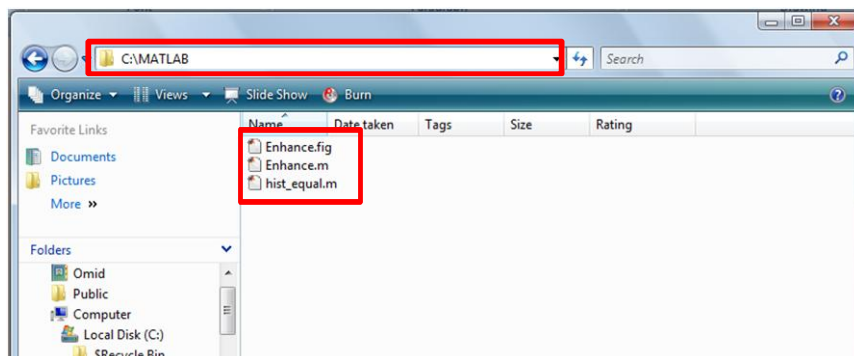 C:\MATLAB
Search
Organize Views Slide Show Burn
Favorite Links
Documents
Pictures
More »
Folders
Omid
Public
Computer
Local Disk (C:)
$Recycle Bin
Name Date taken Tags Size Rating
Enhance.fig
Enhance.m
hist_equal.m